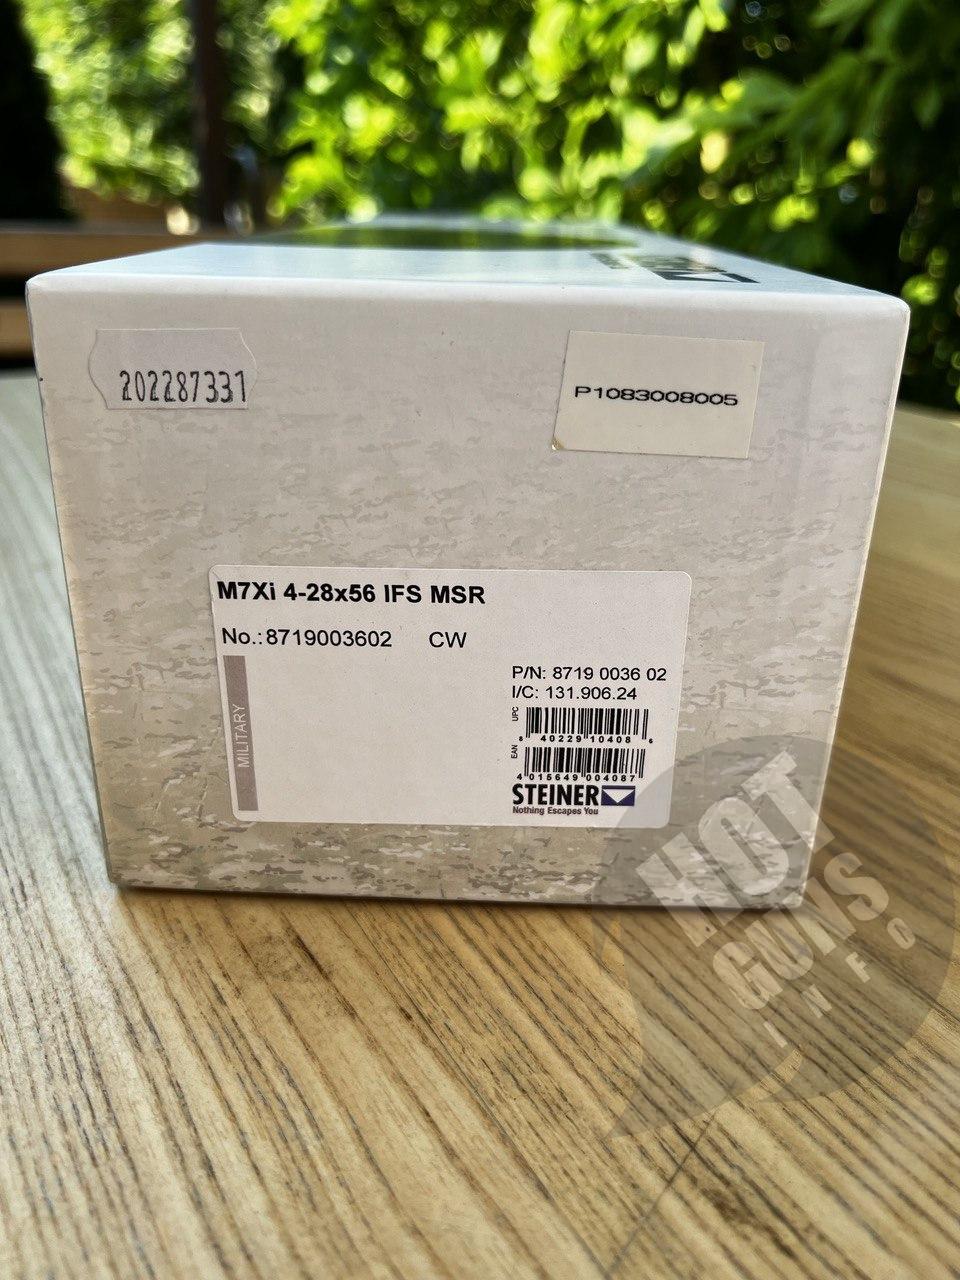 202287331
P1083008005
M7Xi 4-28x56 IFS MSR
No.:8719003602 CW
MILITARY
P/N: 8719 0036 02
I/C: 131.906.24
UPC
8 40229 10408 6
EAN
4 015649 004087
STEINER
Nothing Escapes You
HOT
GUNS
INFO